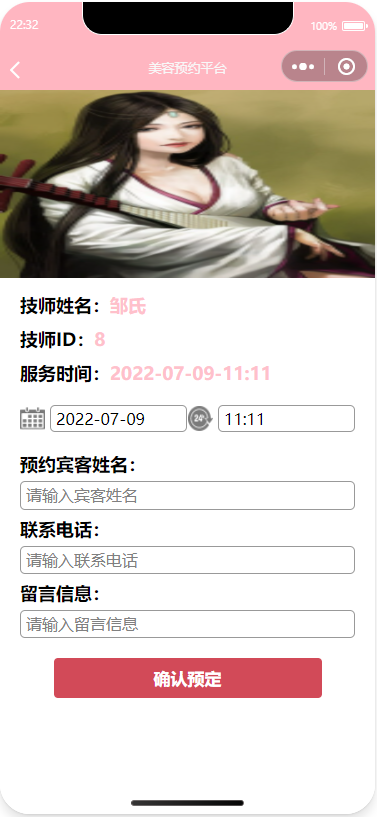 22:32
100%
美容预约平台
技师姓名：邹氏
技师ID：8
服务时间：2022-07-09-11:11
2022-07-09 24h 11:11
预约宾客姓名：
请输入宾客姓名
联系电话：
请输入联系电话
留言信息：
请输入留言信息
确认预定